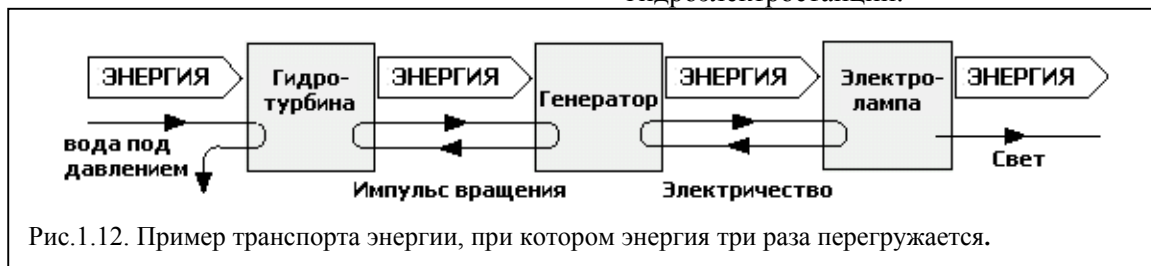 ЭНЕРГИЯ
Гидро-
турбина
ЭНЕРГИЯ
Генератор
ЭНЕРГИЯ
Электро-
лампа
ЭНЕРГИЯ
вода под
давлением
Импульс вращения
Электричество
Свет
Рис.1.12. Пример транспорта энергии, при котором энергия три раза перегружается.